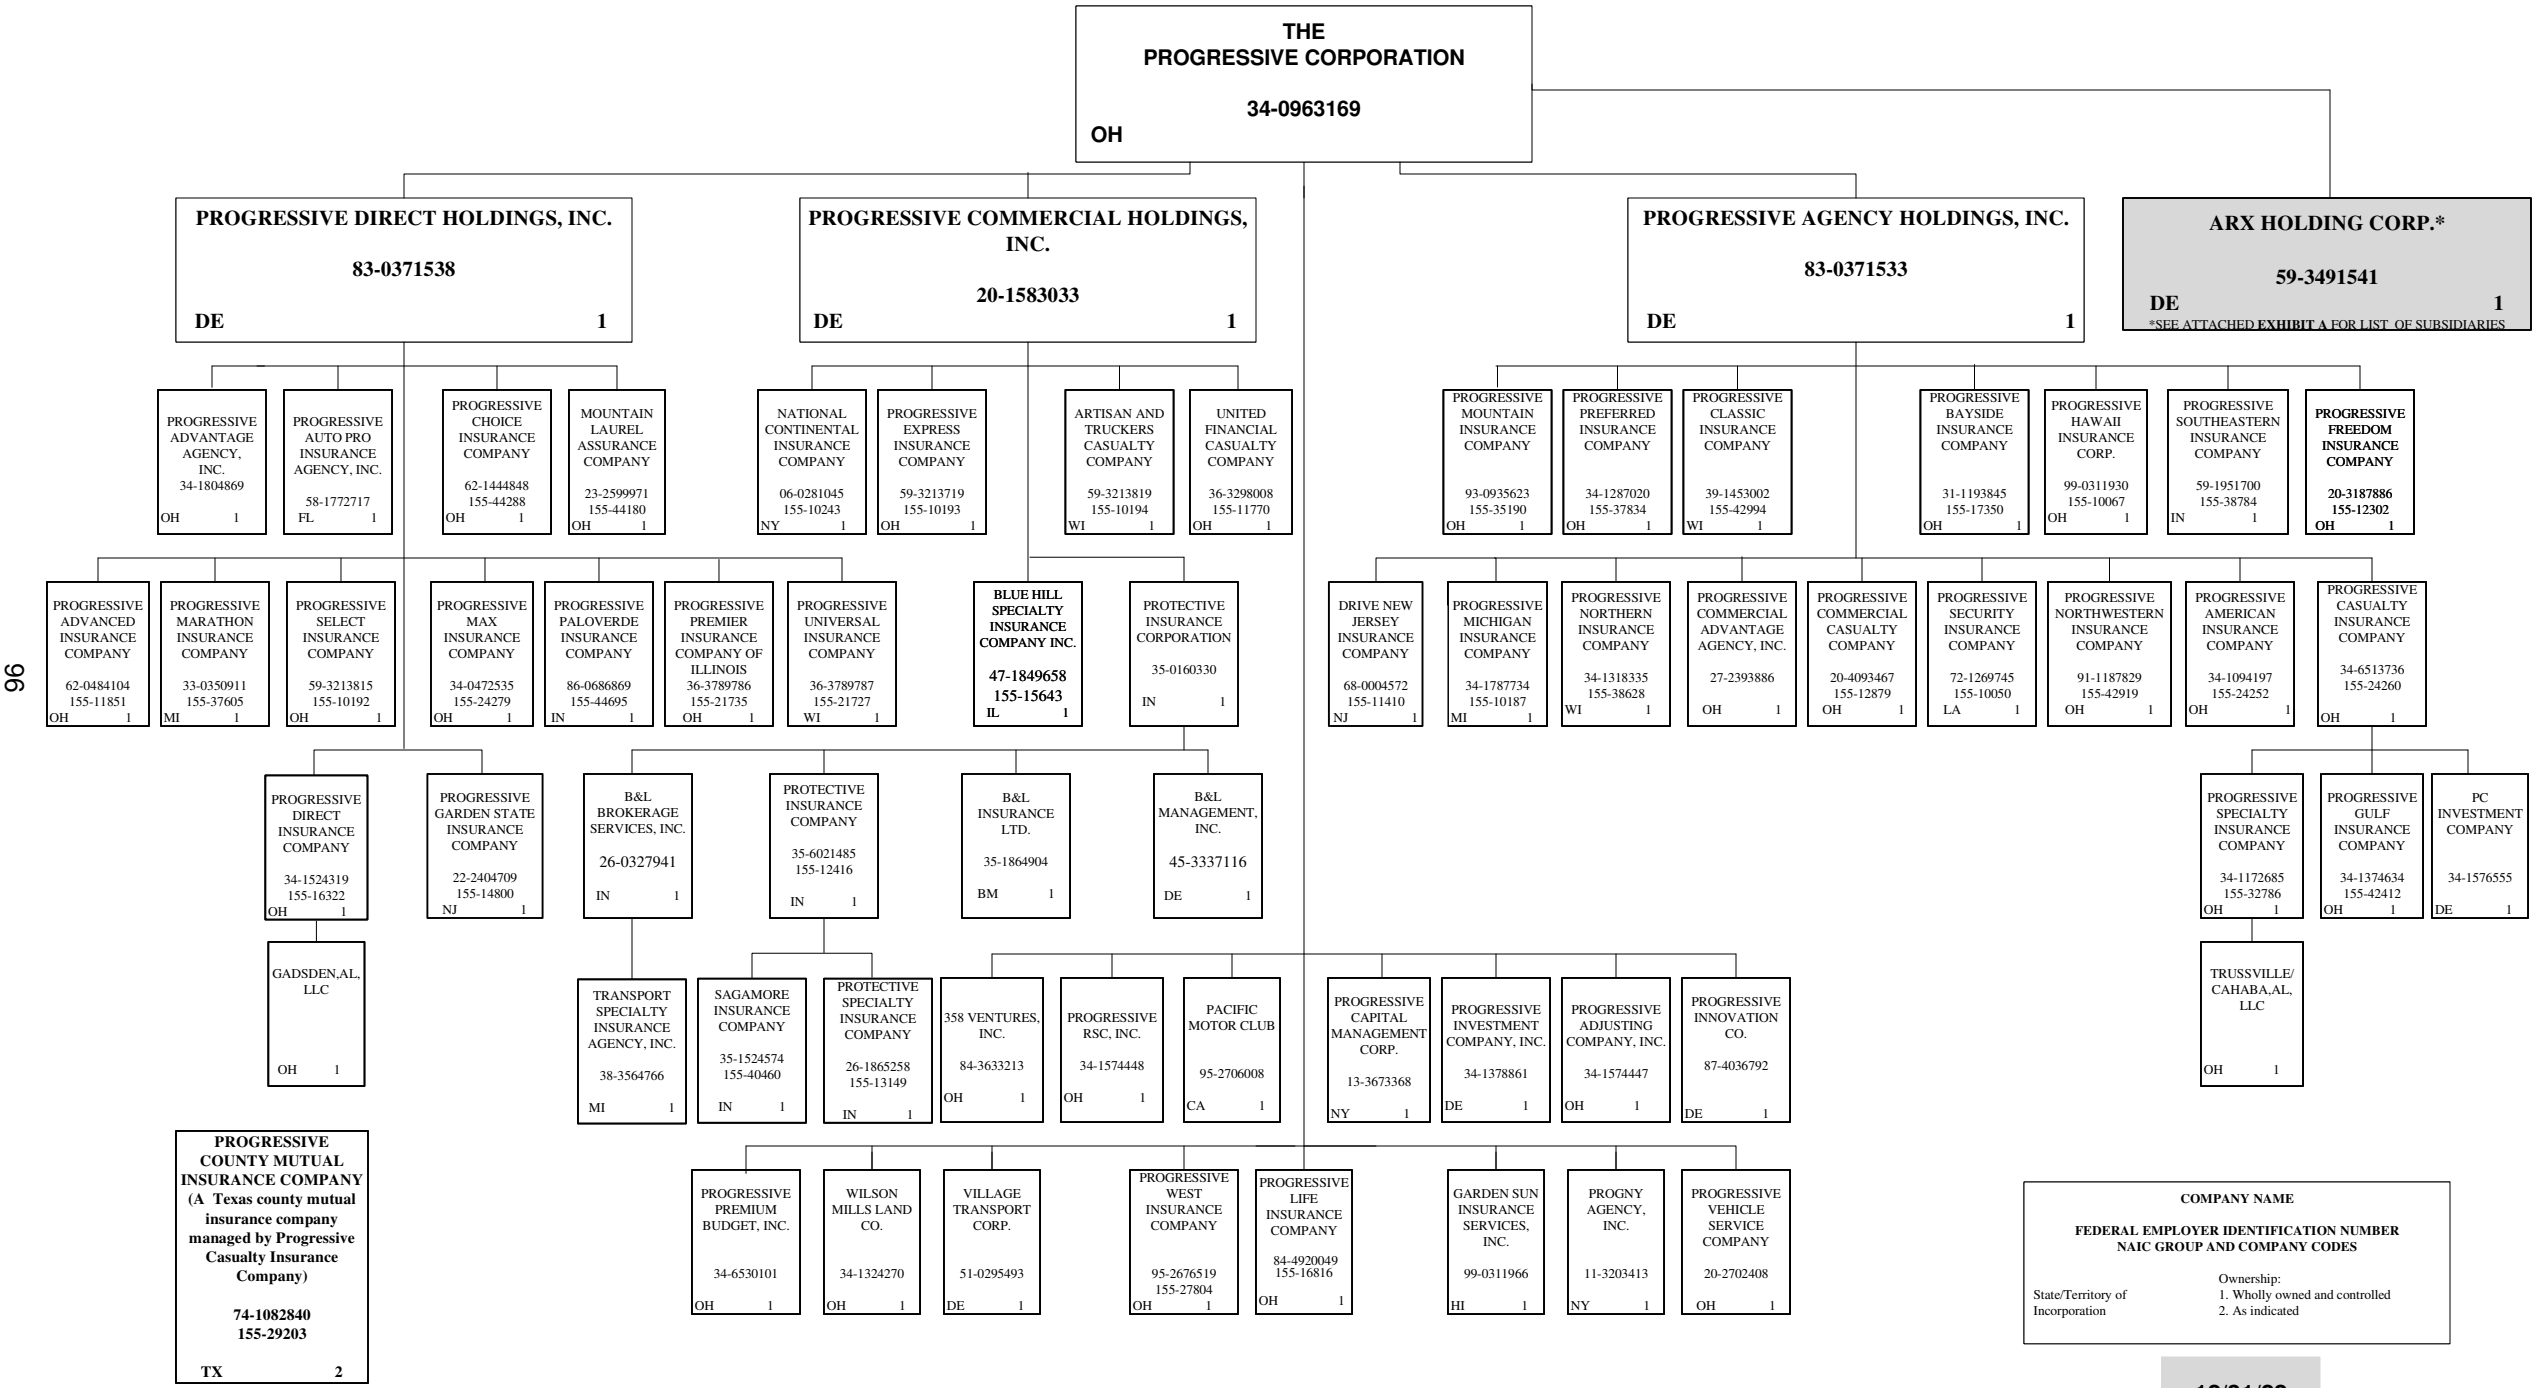 THE
PROGRESSIVE CORPORATION
34-0963169
OH
PROGRESSIVE DIRECT HOLDINGS, INC.
83-0371538
DE 1
PROGRESSIVE COMMERCIAL HOLDINGS,
INC.
20-1583033
DE 1
PROGRESSIVE AGENCY HOLDINGS, INC.
83-0371533
DE 1
ARX HOLDING CORP.*
59-3491541
DE 1
*SEE ATTACHED EXHIBIT A FOR LIST OF SUBSIDIARIES
PROGRESSIVE
ADVANTAGE
AGENCY,
INC.
34-1804869
OH 1
PROGRESSIVE
AUTO PRO
INSURANCE
AGENCY, INC.
58-1772717
FL 1
PROGRESSIVE
CHOICE
INSURANCE
COMPANY
62-1444848
155-44288
OH 1
MOUNTAIN
LAUREL
ASSURANCE
COMPANY
23-2599971
155-44180
OH 1
NATIONAL
CONTINENTAL
INSURANCE
COMPANY
06-0281045
155-10243
NY 1
PROGRESSIVE
EXPRESS
INSURANCE
COMPANY
59-3213719
155-10193
OH 1
ARTISAN AND
TRUCKERS
CASUALTY
COMPANY
59-3213819
155-10194
WI 1
UNITED
FINANCIAL
CASUALTY
COMPANY
36-3298008
155-11770
OH 1
PROGRESSIVE
MOUNTAIN
INSURANCE
COMPANY
93-0935623
155-35190
OH 1
PROGRESSIVE
PREFERRED
INSURANCE
COMPANY
34-1287020
155-37834
OH 1
PROGRESSIVE
CLASSIC
INSURANCE
COMPANY
39-1453002
155-42994
WI 1
PROGRESSIVE
BAYSIDE
INSURANCE
COMPANY
31-1193845
155-17350
OH 1
PROGRESSIVE
HAWAII
INSURANCE
CORP.
99-0311930
155-10067
OH 1
PROGRESSIVE
SOUTHEASTERN
INSURANCE
COMPANY
59-1951700
155-38784
IN 1
PROGRESSIVE
FREEDOM
INSURANCE
COMPANY
20-3187886
155-12302
OH 1
PROGRESSIVE
ADVANCED
INSURANCE
COMPANY
62-0484104
155-11851
OH 1
PROGRESSIVE
MARATHON
INSURANCE
COMPANY
33-0350911
155-37605
MI 1
PROGRESSIVE
SELECT
INSURANCE
COMPANY
59-3213815
155-10192
OH 1
PROGRESSIVE
MAX
INSURANCE
COMPANY
34-0472535
155-24279
OH 1
PROGRESSIVE
PALOVERDE
INSURANCE
COMPANY
86-0686869
155-44695
IN 1
PROGRESSIVE
PREMIER
INSURANCE
COMPANY OF
ILLINOIS
36-3789786
155-21735
OH 1
PROGRESSIVE
UNIVERSAL
INSURANCE
COMPANY
36-3789787
155-21727
WI 1
BLUE HILL
SPECIALTY
INSURANCE
COMPANY INC.
47-1849658
155-15643
IL 1
PROTECTIVE
INSURANCE
CORPORATION
35-0160330
IN 1
DRIVE NEW
JERSEY
INSURANCE
COMPANY
68-0004572
155-11410
NJ 1
PROGRESSIVE
MICHIGAN
INSURANCE
COMPANY
34-1787734
155-10187
MI 1
PROGRESSIVE
NORTHERN
INSURANCE
COMPANY
34-1318335
155-38628
WI 1
PROGRESSIVE
COMMERCIAL
ADVANTAGE
AGENCY, INC.
27-2393886
OH 1
PROGRESSIVE
COMMERCIAL
CASUALTY
COMPANY
20-4093467
155-12879
OH 1
PROGRESSIVE
SECURITY
INSURANCE
COMPANY
72-1269745
155-10050
LA 1
PROGRESSIVE
NORTHWESTERN
INSURANCE
COMPANY
91-1187829
155-42919
OH 1
PROGRESSIVE
AMERICAN
INSURANCE
COMPANY
34-1094197
155-24252
OH 1
PROGRESSIVE
CASUALTY
INSURANCE
COMPANY
34-6513736
155-24260
OH 1
96
PROGRESSIVE
DIRECT
INSURANCE
COMPANY
34-1524319
155-16322
OH 1
PROGRESSIVE
GARDEN STATE
INSURANCE
COMPANY
22-2404709
155-14800
NJ 1
B&L
BROKERAGE
SERVICES, INC.
26-0327941
IN 1
PROTECTIVE
INSURANCE
COMPANY
35-6021485
155-12416
IN 1
B&L
INSURANCE
LTD.
35-1864904
BM 1
B&L
MANAGEMENT,
INC.
45-3337116
DE 1
PROGRESSIVE
SPECIALTY
INSURANCE
COMPANY
34-1172685
155-32786
OH 1
PROGRESSIVE
GULF
INSURANCE
COMPANY
34-1374634
155-42412
OH 1
PC
INVESTMENT
COMPANY
34-1576555
DE 1
GADSDEN,AL,
LLC
OH 1
TRANSPORT
SPECIALTY
INSURANCE
AGENCY, INC.
38-3564766
MI 1
SAGAMORE
INSURANCE
COMPANY
35-1524574
155-40460
IN 1
PROTECTIVE
SPECIALTY
INSURANCE
COMPANY
26-1865258
155-13149
IN 1
358 VENTURES,
INC.
84-3633213
OH 1
PROGRESSIVE
RSC, INC.
34-1574448
OH 1
PACIFIC
MOTOR CLUB
95-2706008
CA 1
PROGRESSIVE
CAPITAL
MANAGEMENT
CORP.
13-3673368
NY 1
PROGRESSIVE
INVESTMENT
COMPANY, INC.
34-1378861
DE 1
PROGRESSIVE
ADJUSTING
COMPANY, INC.
34-1574447
OH 1
PROGRESSIVE
INNOVATION
CO.
87-4036792
DE 1
TRUSSVILLE/
CAHABA,AL,
LLC
OH 1
PROGRESSIVE
COUNTY MUTUAL
INSURANCE COMPANY
(A Texas county mutual
insurance company
managed by Progressive
Casualty Insurance
Company)
74-1082840
155-29203
TX 2
PROGRESSIVE
PREMIUM
BUDGET, INC.
34-6530101
OH 1
WILSON
MILLS LAND
CO.
34-1324270
OH 1
VILLAGE
TRANSPORT
CORP.
51-0295493
DE 1
PROGRESSIVE
WEST
INSURANCE
COMPANY
95-2676519
155-27804
OH 1
PROGRESSIVE
LIFE
INSURANCE
COMPANY
84-4920049
155-16816
OH 1
GARDEN SUN
INSURANCE
SERVICES,
INC.
99-0311966
HI 1
PROGNY
AGENCY,
INC.
11-3203413
NY 1
PROGRESSIVE
VEHICLE
SERVICE
COMPANY
20-2702408
OH 1
COMPANY NAME
FEDERAL EMPLOYER IDENTIFICATION NUMBER
NAIC GROUP AND COMPANY CODES
Ownership:
State/Territory of 1. Wholly owned and controlled
Incorporation 2. As indicated